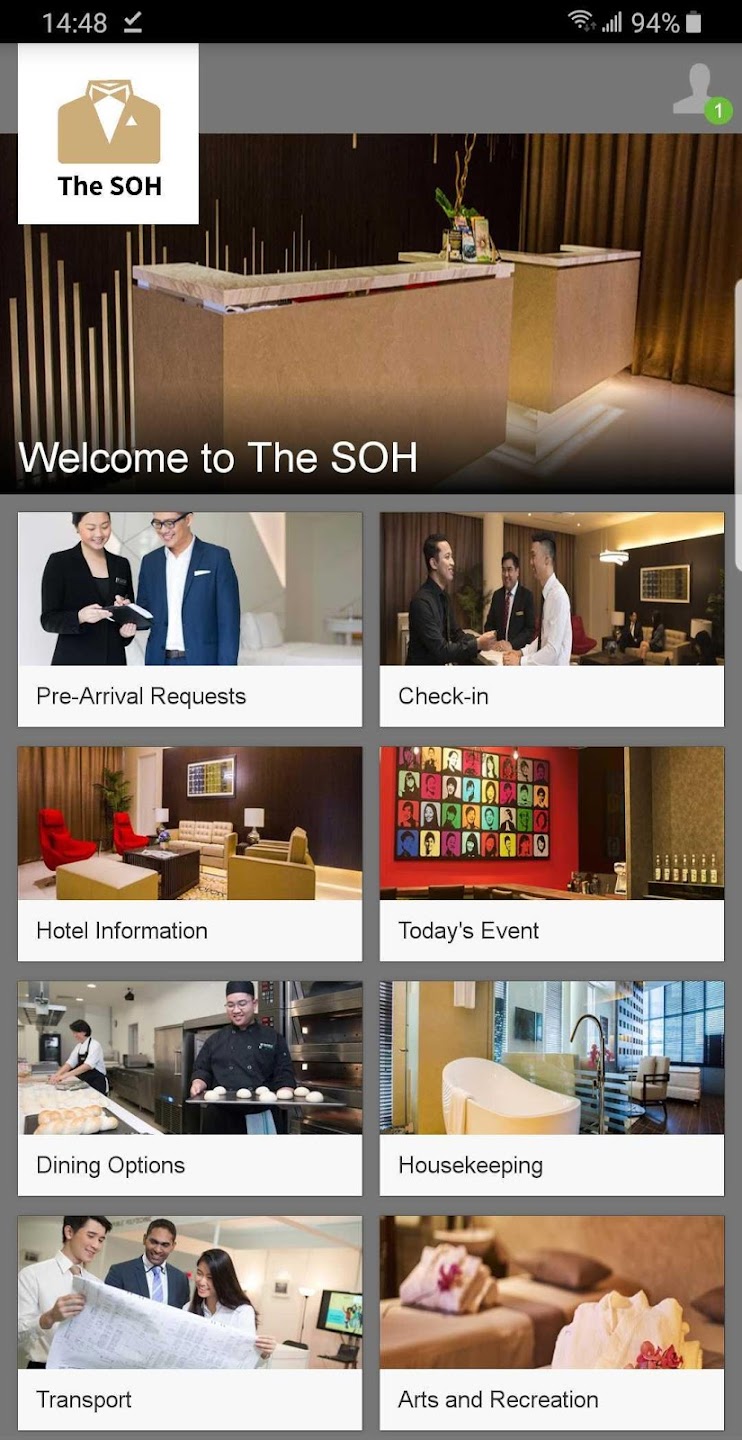 14:48
94%
1
The SOH
Welcome to The SOH
Pre-Arrival Requests
Check-in
Hotel Information
Today's Event
Dining Options
Housekeeping
Transport
Arts and Recreation